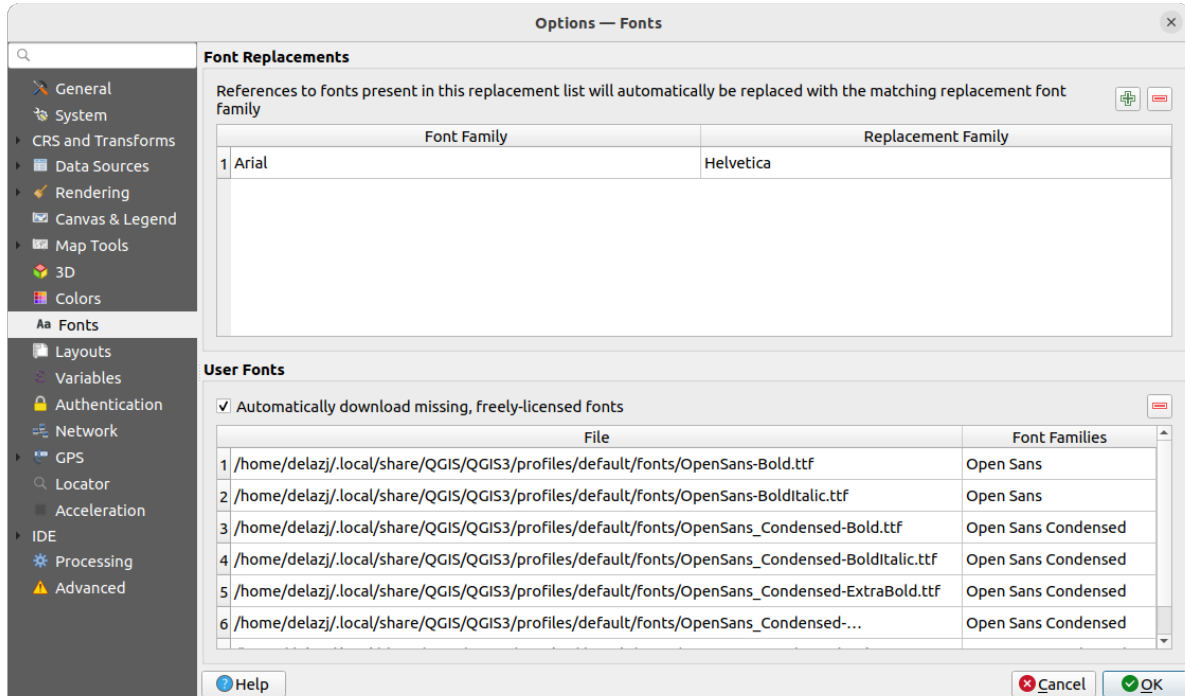 Options — Fonts
General
System
CRS and Transforms
Data Sources
Rendering
Canvas & Legend
Map Tools
3D
Colors
Aa Fonts
Layouts
Variables
Authentication
Network
GPS
Locator
Acceleration
IDE
Processing
Advanced
Font Replacements
References to fonts present in this replacement list will automatically be replaced with the matching replacement font
family
Font Family Replacement Family
1 Arial Helvetica
User Fonts
Automatically download missing, freely-licensed fonts
File Font Families
1 /home/delazj/.local/share/QGIS/QGIS3/profiles/default/fonts/OpenSans-Bold.ttf Open Sans
2 /home/delazj/.local/share/QGIS/QGIS3/profiles/default/fonts/OpenSans-BoldItalic.ttf Open Sans
3 /home/delazj/.local/share/QGIS/QGIS3/profiles/default/fonts/OpenSans_Condensed-Bold.ttf Open Sans Condensed
4 /home/delazj/.local/share/QGIS/QGIS3/profiles/default/fonts/OpenSans_Condensed-BoldItalic.ttf Open Sans Condensed
5 /home/delazj/.local/share/QGIS/QGIS3/profiles/default/fonts/OpenSans_Condensed-ExtraBold.ttf Open Sans Condensed
6 /home/delazj/.local/share/QGIS/QGIS3/profiles/default/fonts/OpenSans_Condensed-… Open Sans Condensed
Help
Cancel
OK